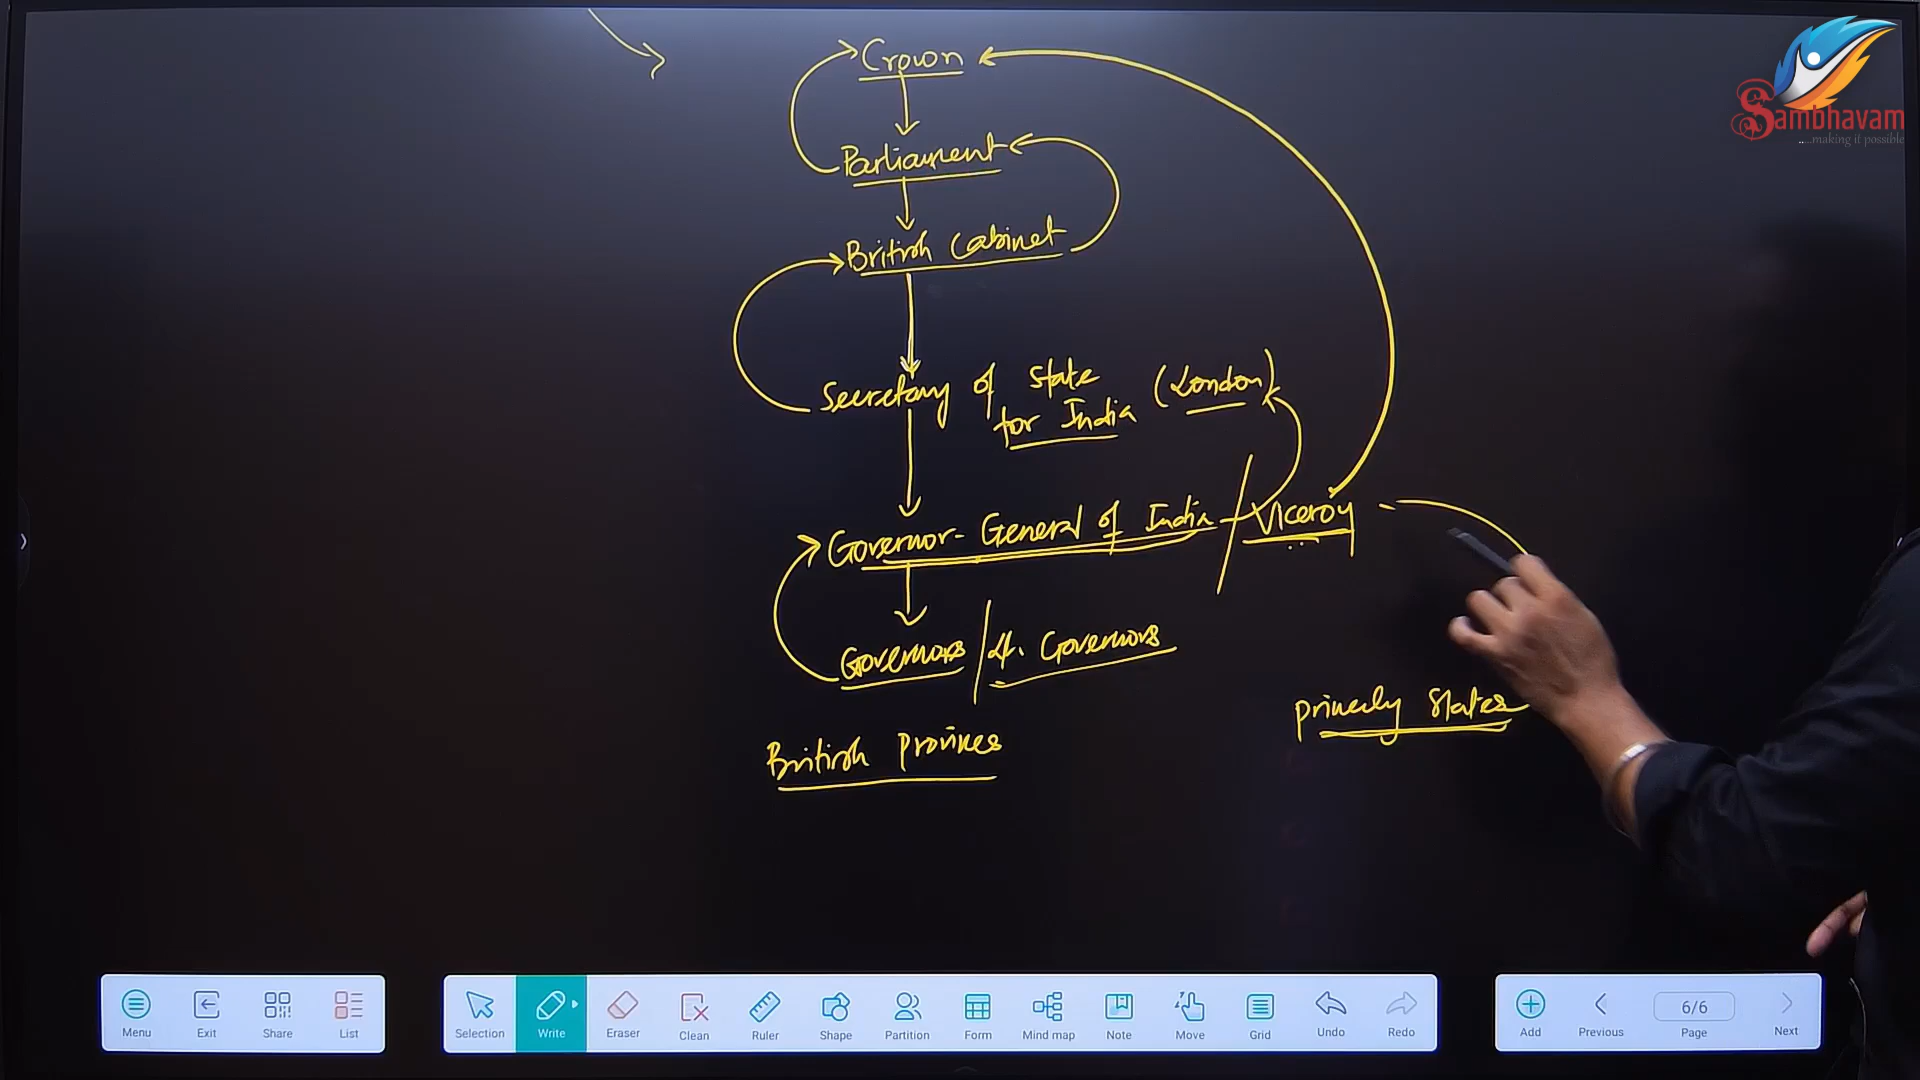 Crown
Sambhavam
....making it possible
Parliament
British Cabinet
Secretary of State (London)
for India
Governor-General of India / Viceroy
Governors / Lt. Governors
princely States
British Provinces
Menu Exit Share List Selection Write Eraser Clean Ruler Shape Partition Form Mind map Note Move Grid Undo Redo Add Previous 6/6 Page Next